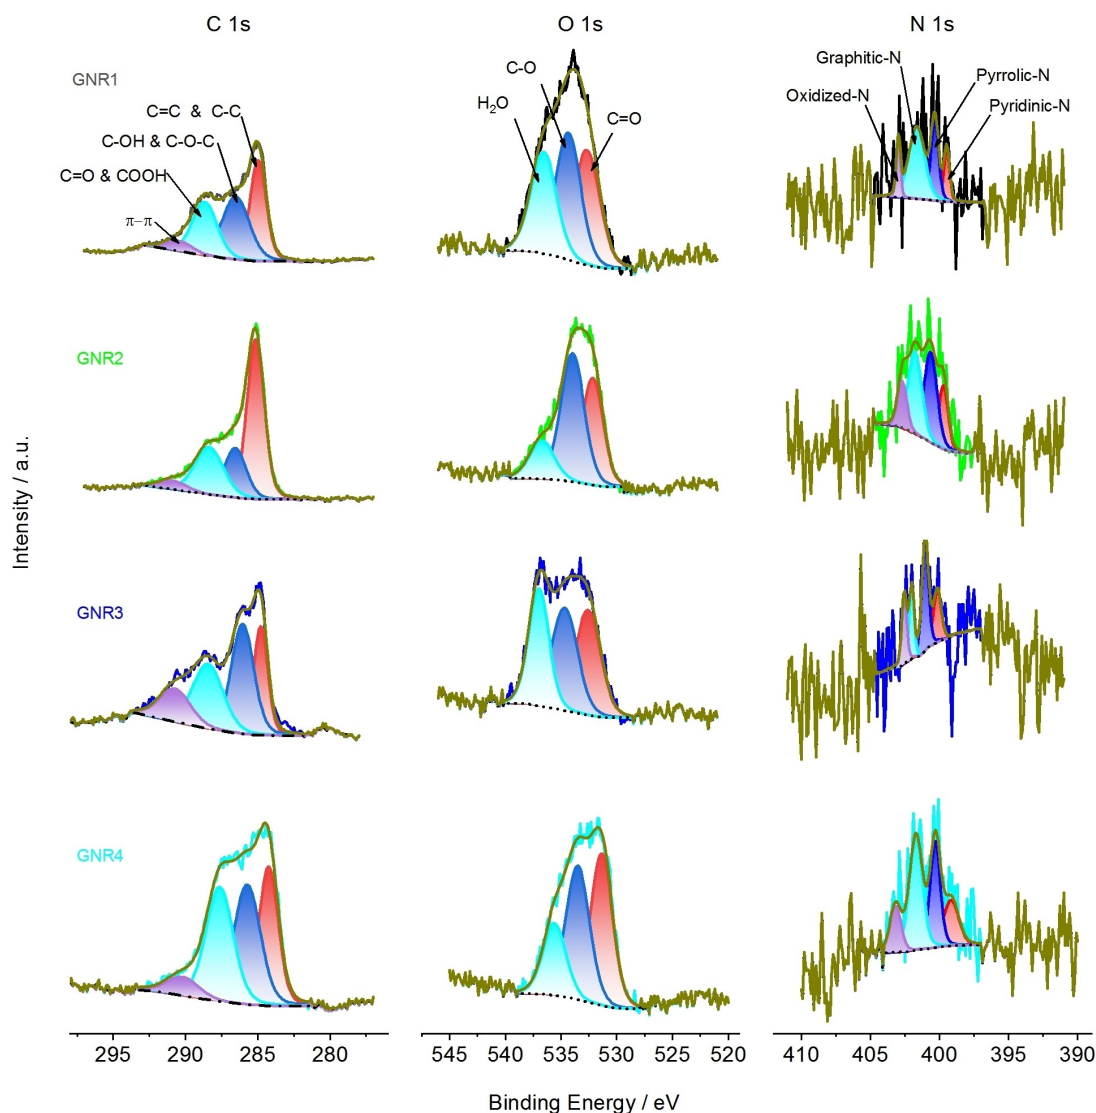 C 1s
O 1s
N 1s
GNR1
C=C & C-C
C-OH & C-O-C
C=O & COOH
π−π
C-O
H₂O
C=O
Graphitic-N
Oxidized-N
Pyrrolic-N
Pyridinic-N
GNR2
GNR3
GNR4
Intensity / a.u.
295 290 285 280
545 540 535 530 525 520
410 405 400 395 390
Binding Energy / eV